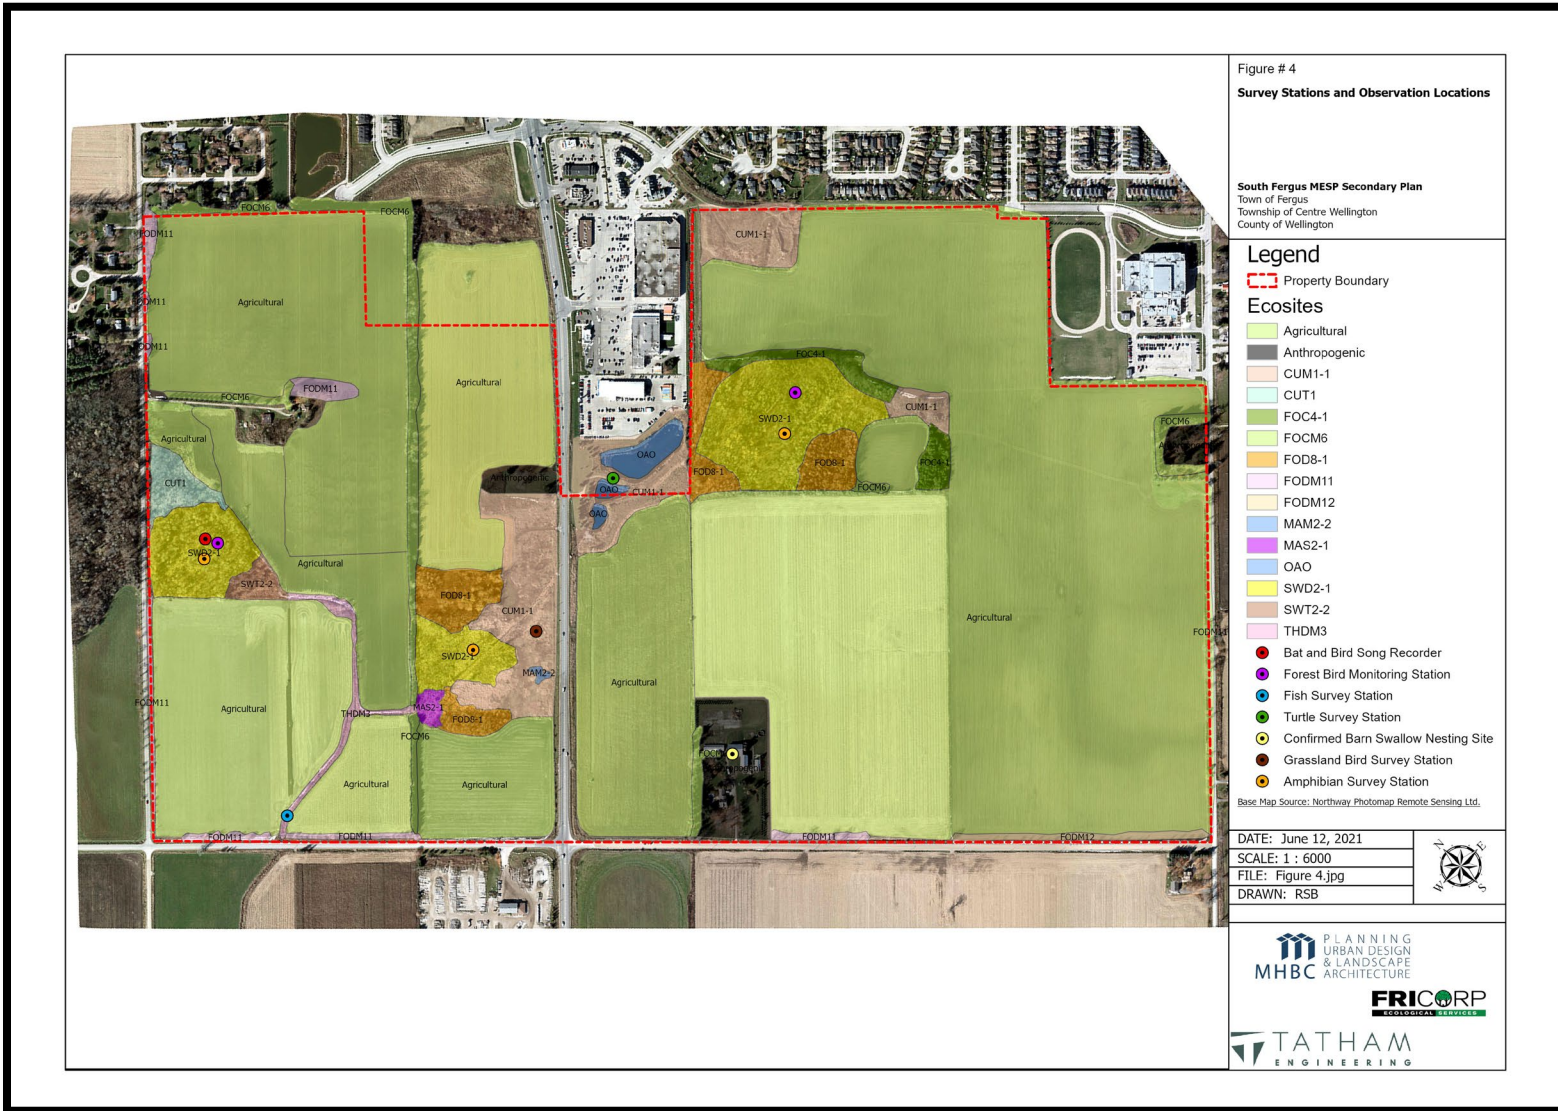 Figure # 4
Survey Stations and Observation Locations
South Fergus MESP Secondary Plan
Town of Fergus
Township of Centre Wellington
County of Wellington
Legend
Property Boundary
Ecosites
Agricultural
Anthropogenic
CUM1-1
CUT1
FOC4-1
FOCM6
FOD8-1
FODM11
FODM12
MAM2-2
MAS2-1
OAO
SWD2-1
SWT2-2
THDM3
Bat and Bird Song Recorder
Forest Bird Monitoring Station
Fish Survey Station
Turtle Survey Station
Confirmed Barn Swallow Nesting Site
Grassland Bird Survey Station
Amphibian Survey Station
Base Map Source: Northway Photomap Remote Sensing Ltd.
DATE: June 12, 2021
SCALE: 1 : 6000
FILE: Figure 4.jpg
DRAWN: RSB
N
E
W
S
MHBC
PLANNING
URBAN DESIGN
& LANDSCAPE
ARCHITECTURE
FRICORP
ECOLOGICAL SERVICES
TATHAM
ENGINEERING
FOCM6
FOCM6
FODM11
CUM1-1
FODM11
Agricultural
FODM11
FOC4-1
Agricultural
FODM11
FOCM6
CUM1-1
SWD2-1
FOCM6
Agricultural
OAO
FOD8-1
FOD8-1
FOC4-1
CUT1
Anthropogenic
OAO
CUM1-1
FOCM6
OAO
SWD2-1
Agricultural
SWT2-2
FOD8-1
CUM1-1
Agricultural
FODM11
SWD2-1
MAM2-2
Agricultural
FODM11
Agricultural
THDM3
MAS2-1
FOD8-1
FOCM6
Agricultural
Agricultural
FODM11
FODM11
FODM11
FODM12